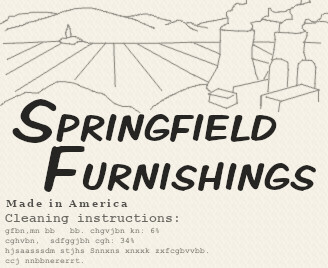 Springfield
Furnishings
Made in America
Cleaning instructions:
gfbn,mn bb bb. chgvjbn kn: 6%
cghvbn, sdfggjbh cgh: 34%
hjsaasssdm stjhs Snnxns xnxxk zxfcgbvvbb.
ccj nnbbnererrt.